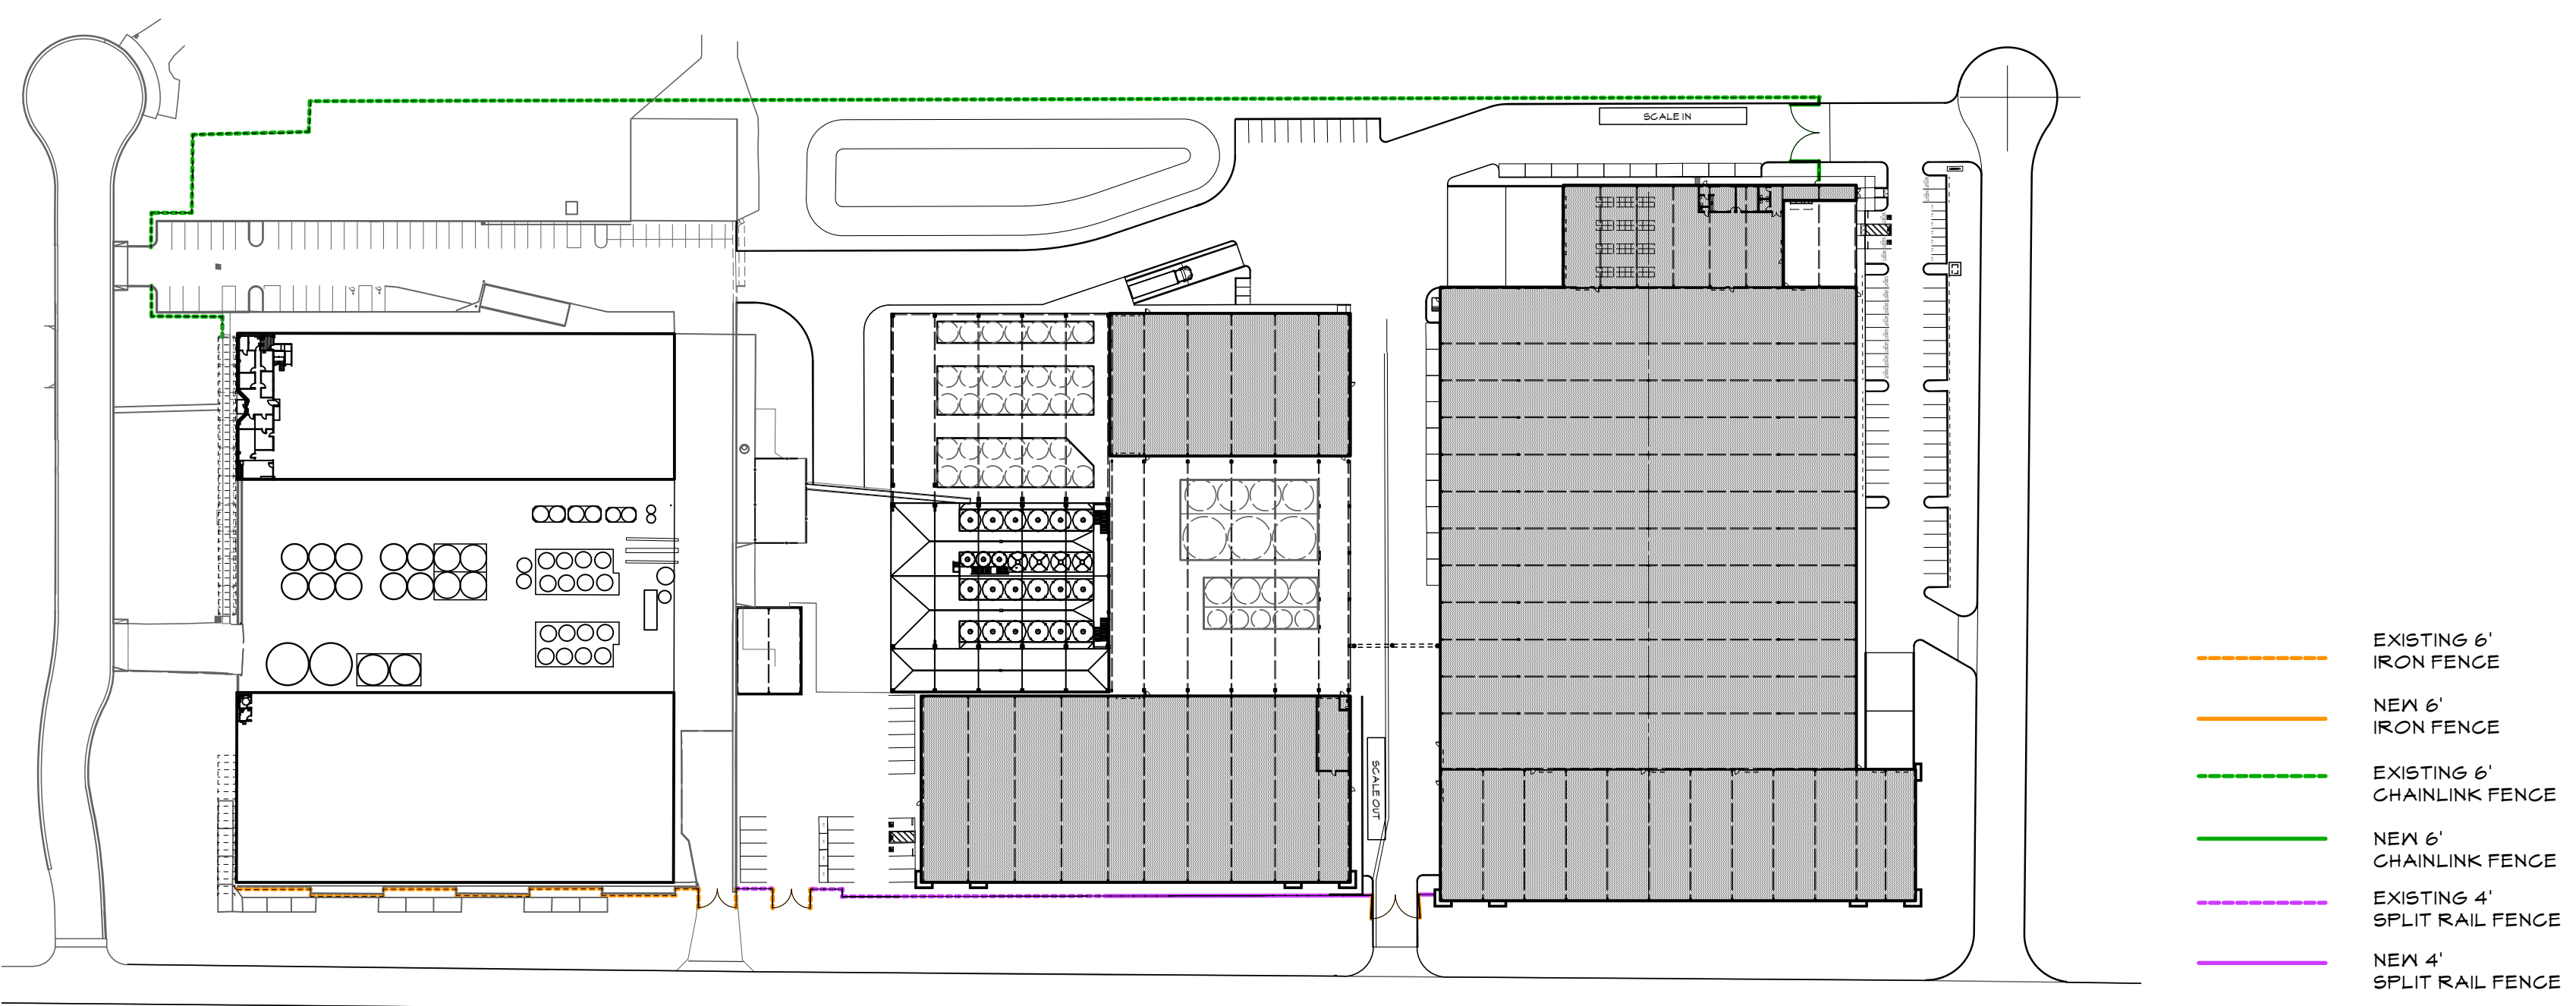 SCALE IN
SCALE OUT
EXISTING 6'
IRON FENCE
NEW 6'
IRON FENCE
EXISTING 6'
CHAINLINK FENCE
NEW 6'
CHAINLINK FENCE
EXISTING 4'
SPLIT RAIL FENCE
NEW 4'
SPLIT RAIL FENCE